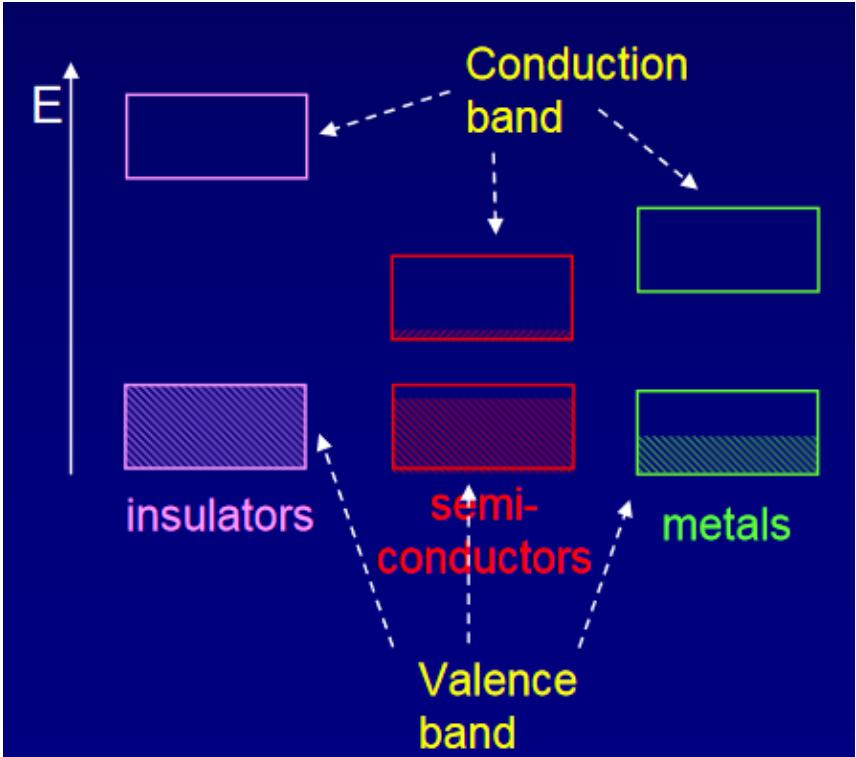 Conduction
band
E
insulators
semi-
conductors
metals
Valence
band